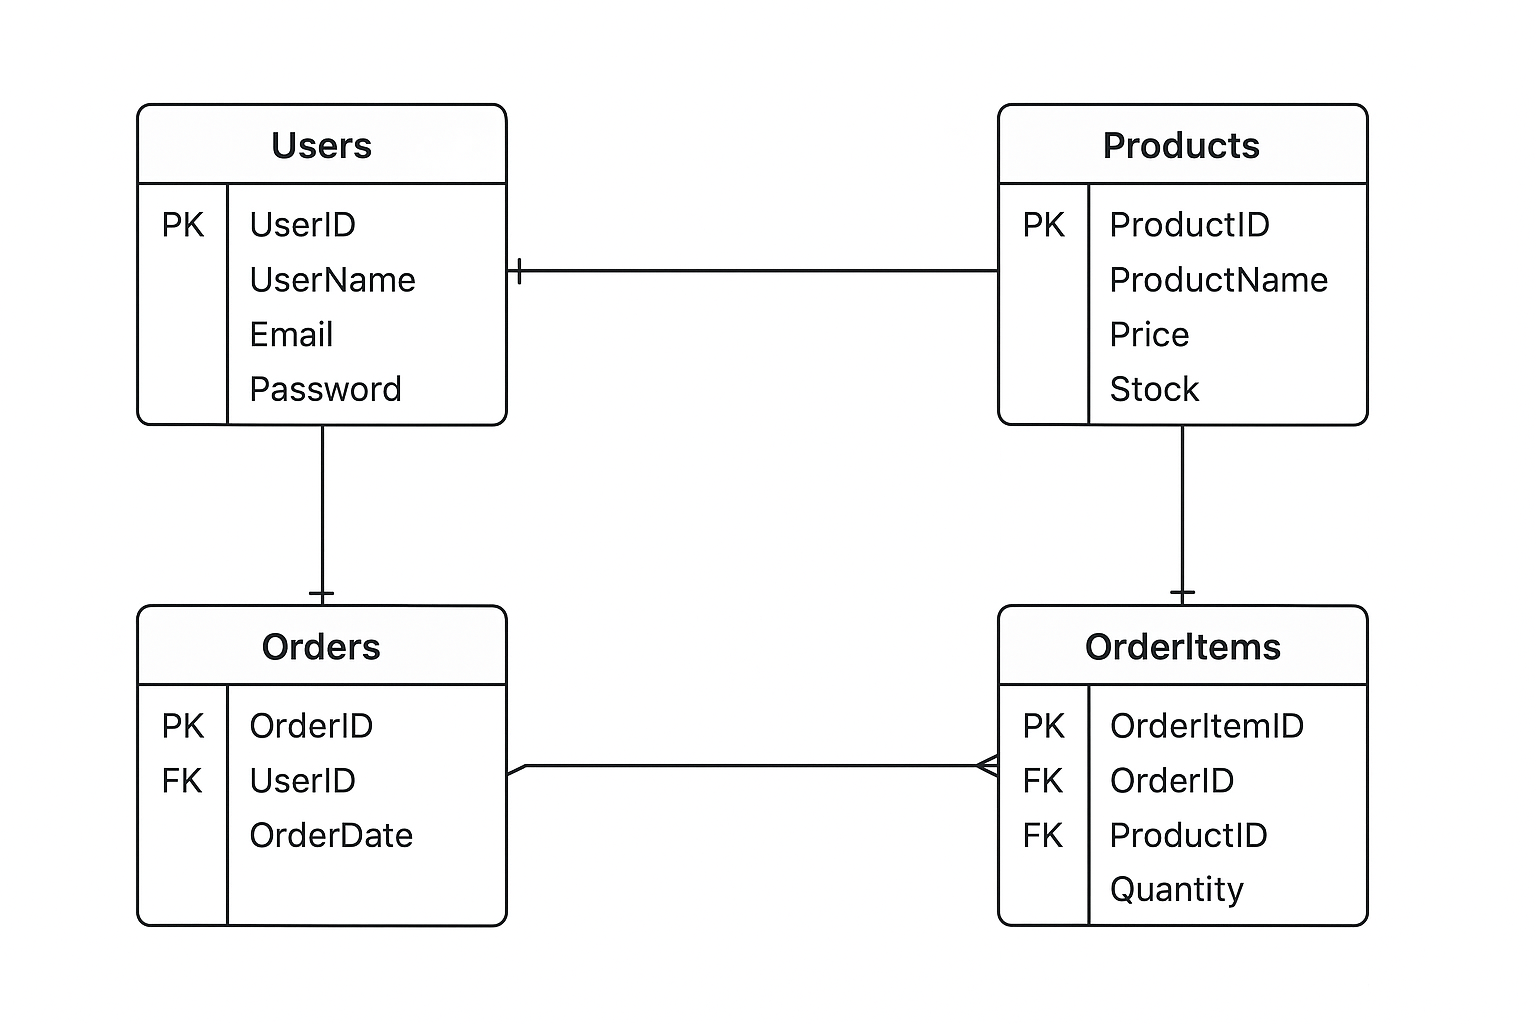 Users
PK UserID
UserName
Email
Password
Products
PK ProductID
ProductName
Price
Stock
Orders
PK OrderID
FK UserID
OrderDate
OrderItems
PK OrderItemID
FK OrderID
FK ProductID
Quantity